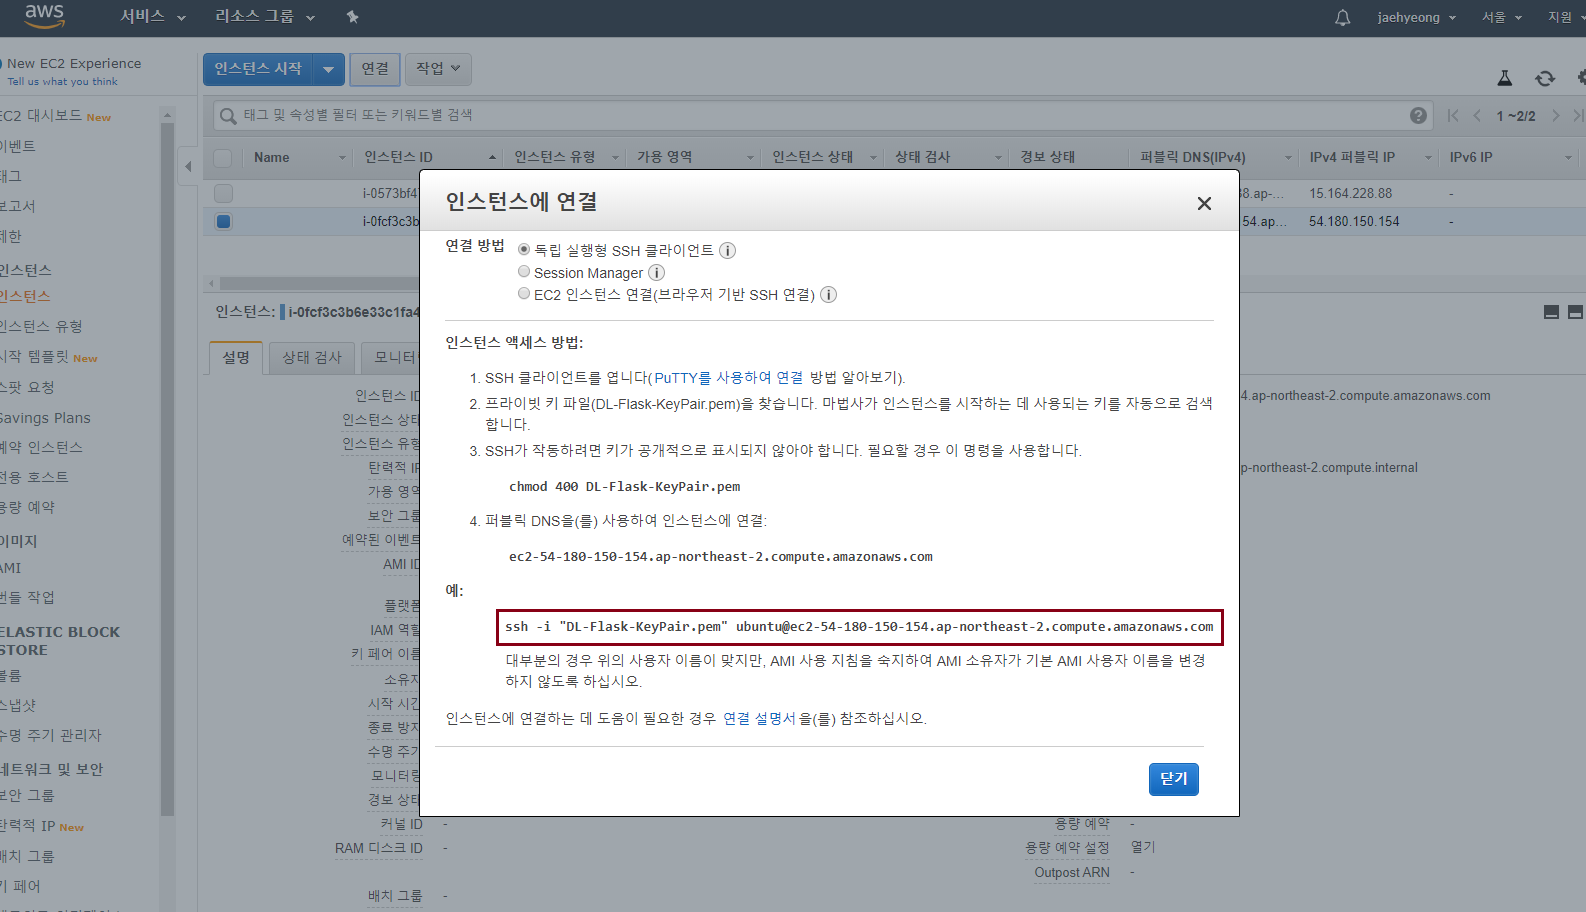 aws 서비스 리소스 그룹 jaehyeong 서울 지원
New EC2 Experience
Tell us what you think
인스턴스 시작 연결 작업
EC2 대시보드 New
이벤트
태그
보고서
제한
인스턴스
인스턴스
인스턴스 유형
시작 템플릿 New
스팟 요청
Savings Plans
예약 인스턴스
전용 호스트
용량 예약
이미지
AMI
번들 작업
ELASTIC BLOCK
STORE
볼륨
스냅샷
수명 주기 관리자
네트워크 및 보안
보안 그룹
탄력적 IP New
배치 그룹
키 페어
태그 및 속성별 필터 또는 키워드별 검색 1 ~2/2
Name 인스턴스 ID 인스턴스 유형 가용 영역 인스턴스 상태 상태 검사 경보 상태 퍼블릭 DNS(IPv4) IPv4 퍼블릭 IP IPv6 IP
i-0573bf47 38.ap-... 15.164.228.88 -
i-0fcf3c3b 54.ap... 54.180.150.154 -
인스턴스: i-0fcf3c3b6e33c1fa4
설명 상태 검사 모니터링
인스턴스 ID 4.ap-northeast-2.compute.amazonaws.com
인스턴스 상태
인스턴스 유형
탄력적 IP p-northeast-2.compute.internal
가용 영역
보안 그룹
예약된 이벤트
AMI ID
플랫폼
IAM 역할
키 페어 이름
소유자
시작 시간
종료 방지
수명 주기
모니터링
경보 상태
커널 ID - 용량 예약 -
RAM 디스크 ID - 용량 예약 설정 열기
Outpost ARN -
배치 그룹 -
인스턴스에 연결
연결 방법 독립 실행형 SSH 클라이언트
Session Manager
EC2 인스턴스 연결(브라우저 기반 SSH 연결)
인스턴스 액세스 방법:
1. SSH 클라이언트를 엽니다(PuTTY를 사용하여 연결 방법 알아보기).
2. 프라이빗 키 파일(DL-Flask-KeyPair.pem)을 찾습니다. 마법사가 인스턴스를 시작하는 데 사용되는 키를 자동으로 검색
합니다.
3. SSH가 작동하려면 키가 공개적으로 표시되지 않아야 합니다. 필요할 경우 이 명령을 사용합니다.
chmod 400 DL-Flask-KeyPair.pem
4. 퍼블릭 DNS을(를) 사용하여 인스턴스에 연결:
ec2-54-180-150-154.ap-northeast-2.compute.amazonaws.com
예:
ssh -i "DL-Flask-KeyPair.pem" ubuntu@ec2-54-180-150-154.ap-northeast-2.compute.amazonaws.com
대부분의 경우 위의 사용자 이름이 맞지만, AMI 사용 지침을 숙지하여 AMI 소유자가 기본 AMI 사용자 이름을 변경
하지 않도록 하십시오.
인스턴스에 연결하는 데 도움이 필요한 경우 연결 설명서을(를) 참조하십시오.
닫기